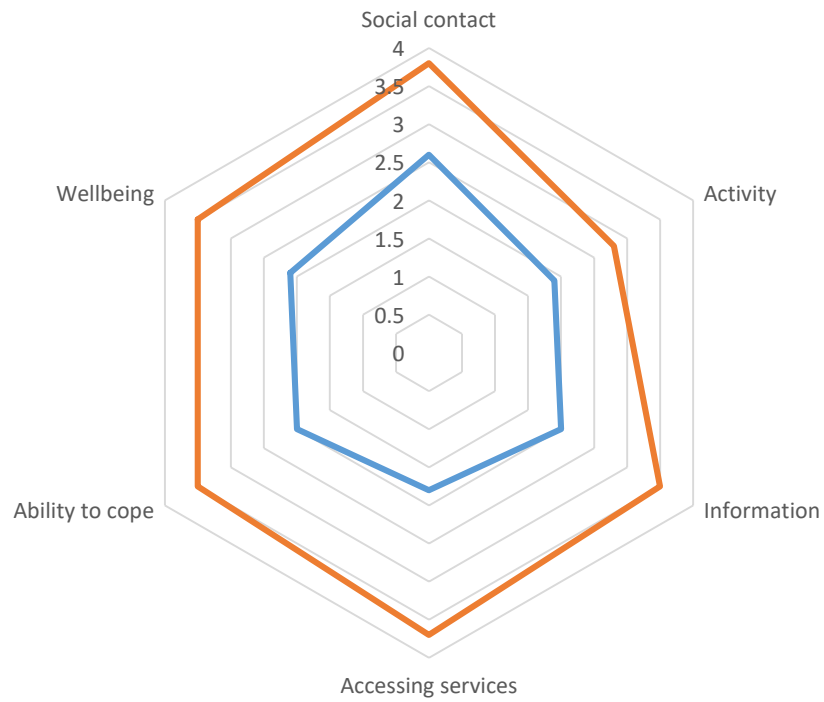 Social contact
4
3.5
3
2.5
2
1.5
1
0.5
0
Wellbeing
Activity
Ability to cope
Information
Accessing services